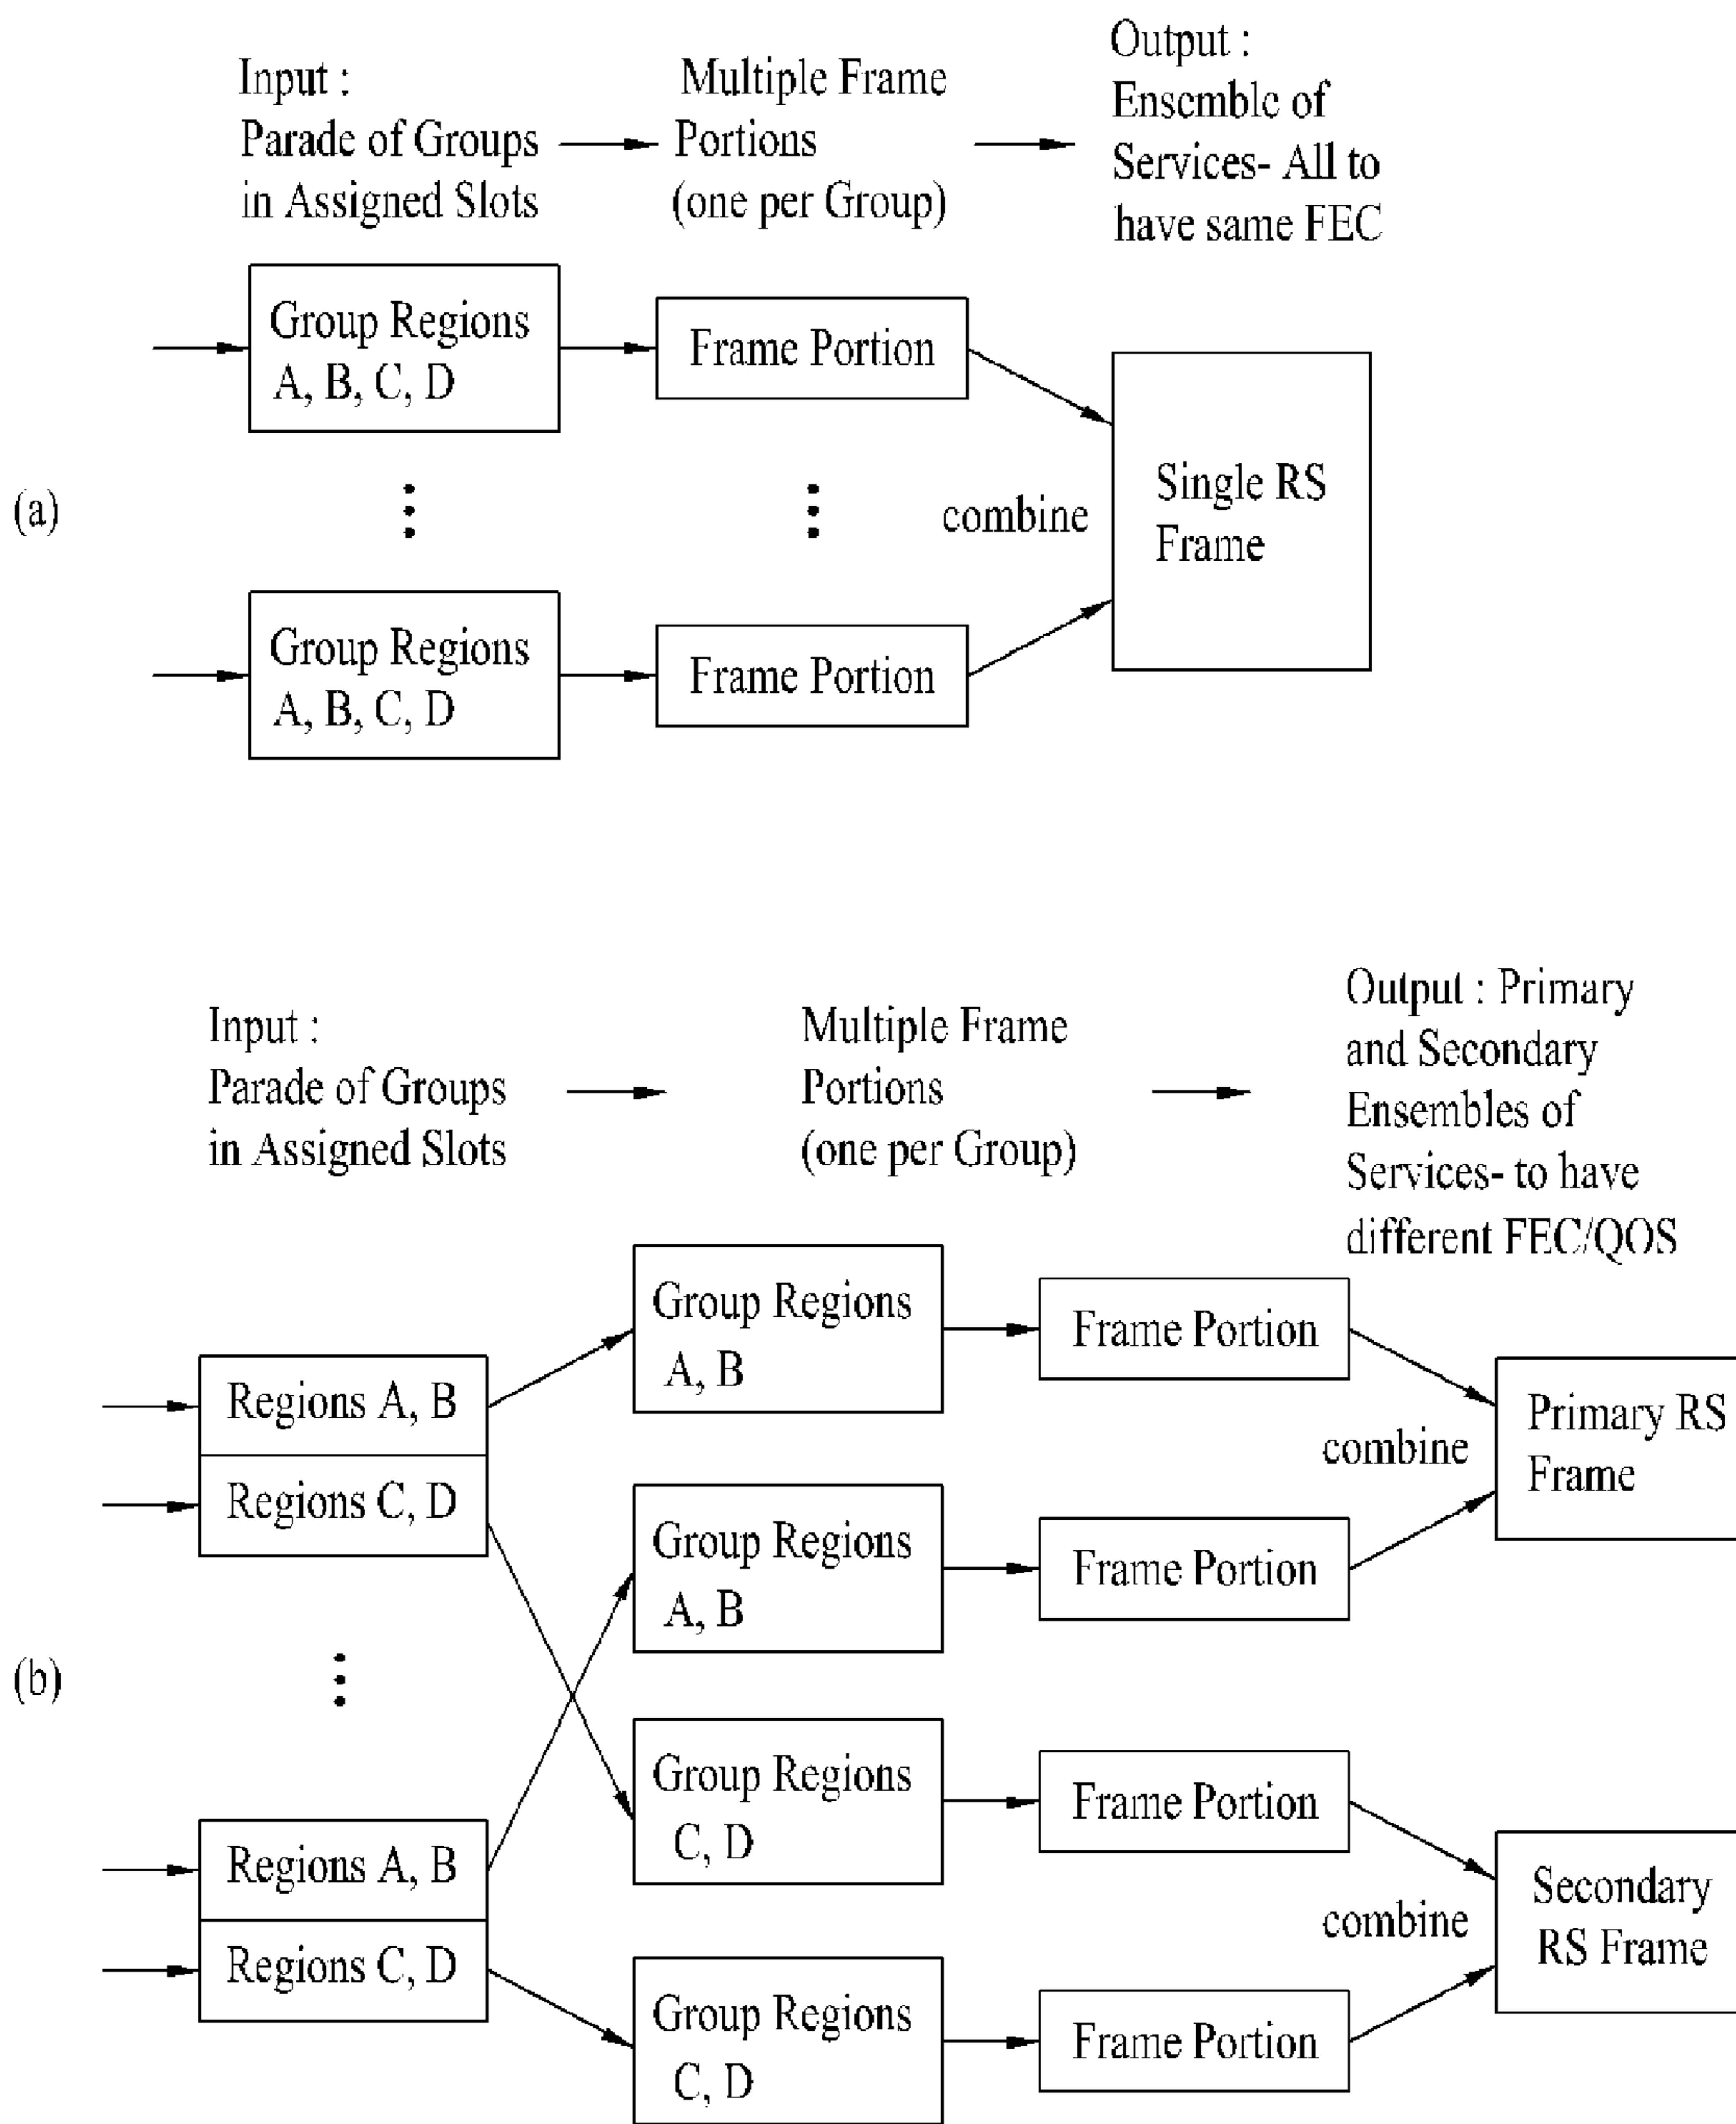 Input :
Parade of Groups
in Assigned Slots
Multiple Frame
Portions
(one per Group)
Output :
Ensemble of
Services- All to
have same FEC
(a)
Group Regions
A, B, C, D
Frame Portion
Group Regions
A, B, C, D
Frame Portion
combine
Single RS
Frame
Input :
Parade of Groups
in Assigned Slots
Multiple Frame
Portions
(one per Group)
Output : Primary
and Secondary
Ensembles of
Services- to have
different FEC/QOS
(b)
Regions A, B
Regions C, D
Regions A, B
Regions C, D
Group Regions
A, B
Frame Portion
Group Regions
A, B
Frame Portion
combine
Primary RS
Frame
Group Regions
C, D
Frame Portion
Group Regions
C, D
Frame Portion
combine
Secondary
RS Frame